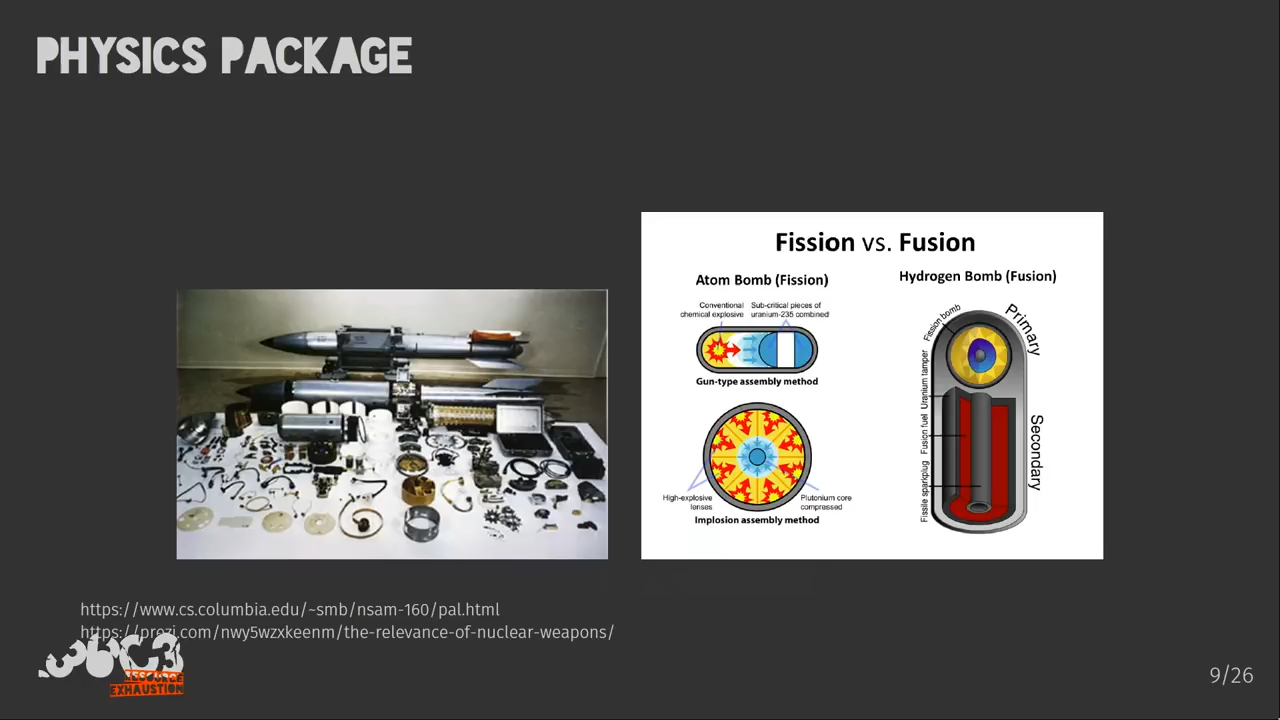 PHYSICS PACKAGE
Fission vs. Fusion
Atom Bomb (Fission)
Conventional
chemical explosive
Sub-critical pieces of
uranium-235 combined
Gun-type assembly method
High-explosive
lenses
Plutonium core
compressed
Implosion assembly method
Hydrogen Bomb (Fusion)
Fission bomb
Primary
Uranium tamper
Fusion fuel
Fissile sparkplug
Secondary
https://www.cs.columbia.edu/~smb/nsam-160/pal.html
https://prezi.com/nwy5wzxkeenm/the-relevance-of-nuclear-weapons/
36C3
RESOURCE
EXHAUSTION
9/26